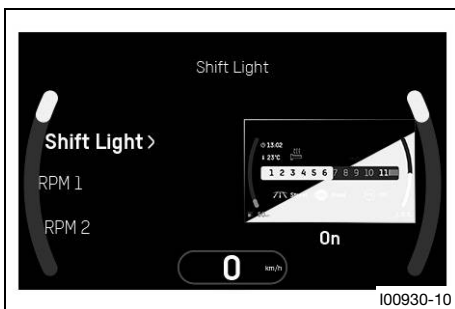 Shift Light
Shift Light >
RPM 1
RPM 2
13:02
23°C
1 2 3 4 5 6 7 8 9 10 11
On
0 km/h
I00930-10